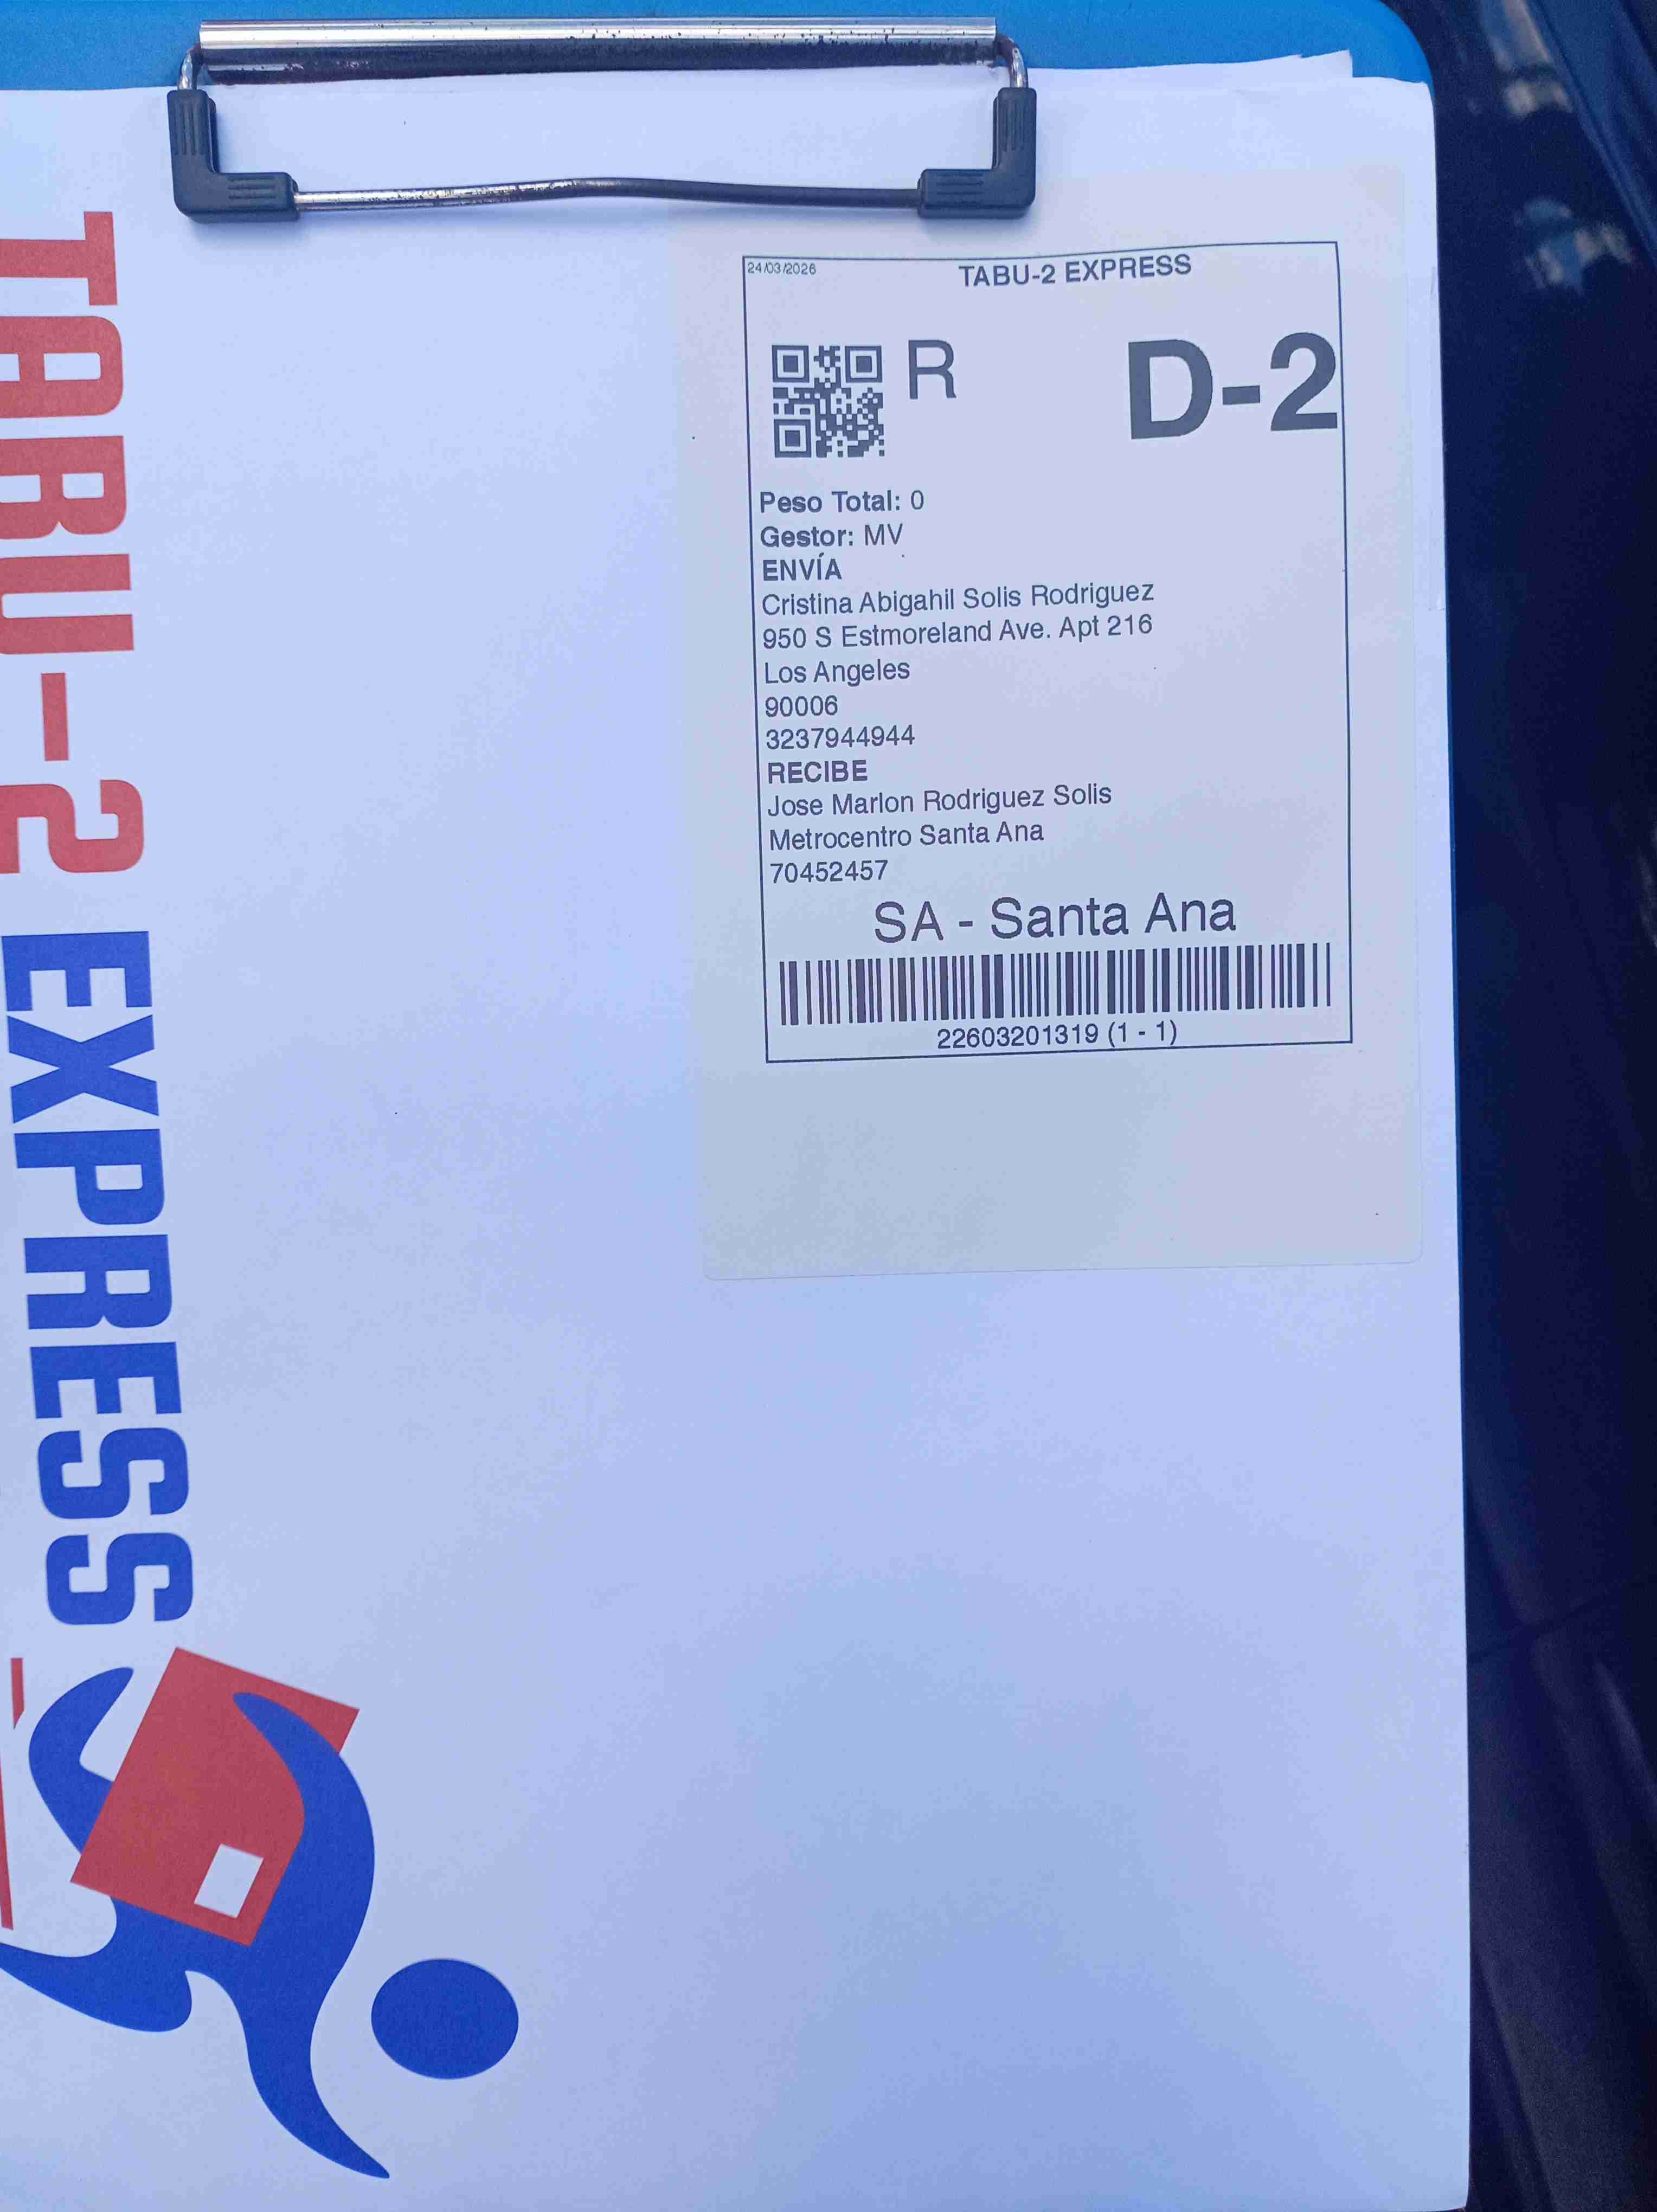 TABU-2 EXPRESS
24/03/2026
TABU-2 EXPRESS
R
D-2
Peso Total: 0
Gestor: MV
ENVÍA
Cristina Abigahil Solis Rodriguez
950 S Estmoreland Ave. Apt 216
Los Angeles
90006
3237944944
RECIBE
Jose Marlon Rodriguez Solis
Metrocentro Santa Ana
70452457
SA - Santa Ana
22603201319 (1 - 1)